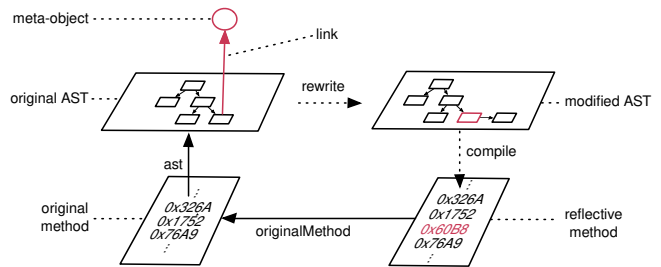 meta-object
link
original AST
rewrite
modified AST
ast
compile
original
method
⋮
0x326A
0x1752
0x76A9
⋮
originalMethod
⋮
0x326A
0x1752
0x60B8
0x76A9
⋮
reflective
method